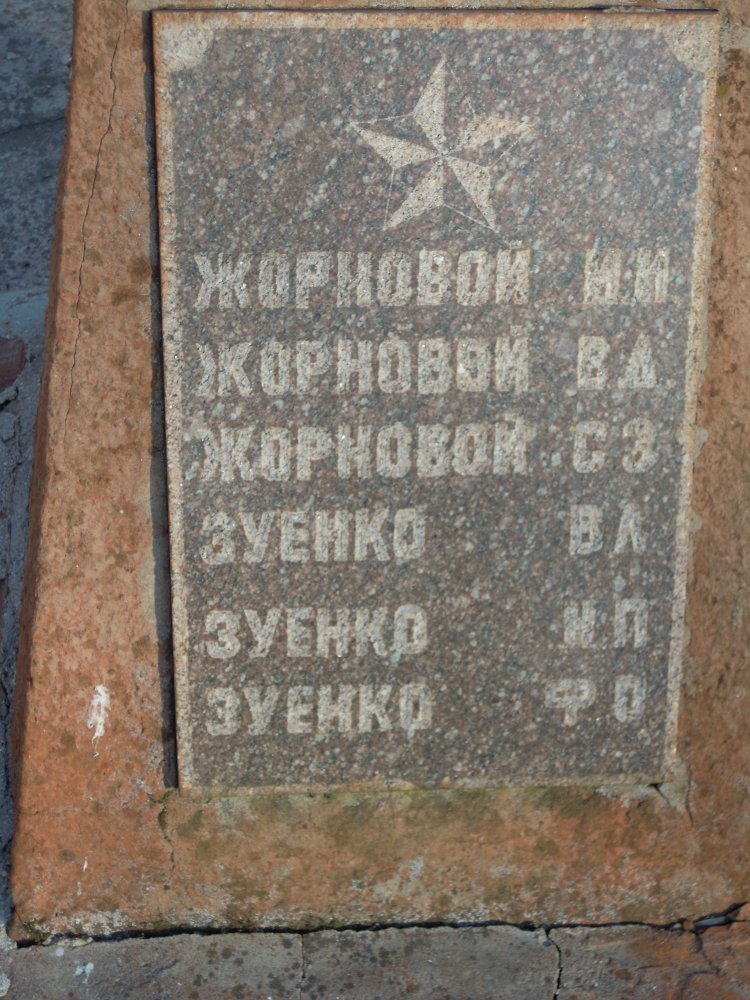 ЖОРНОВОЙ И.И
ЖОРНОВОЙ В Д.
ЖОРНОВОЙ С З
ЗУЕНКО В Л
ЗУЕНКО И.П
ЗУЕНКО Ф О